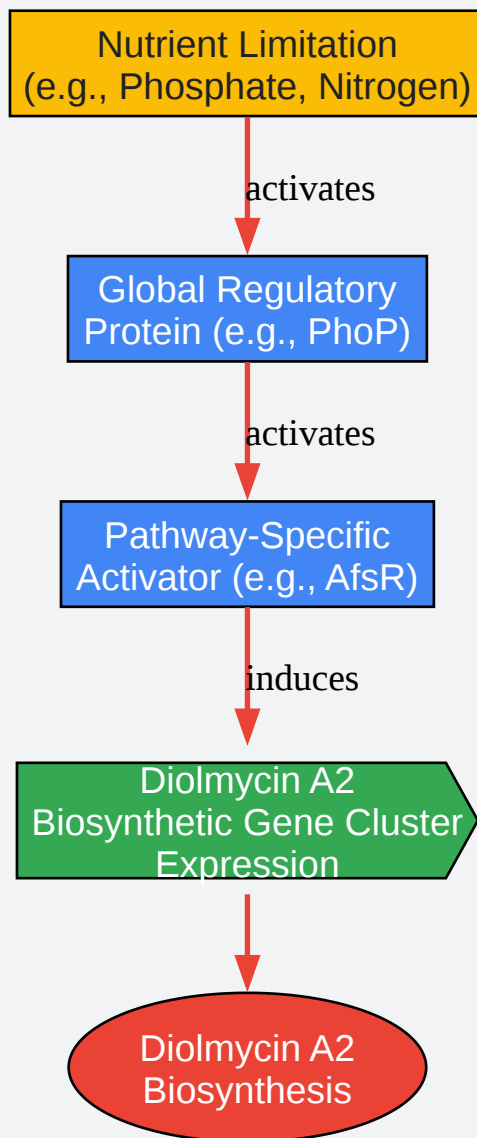 Nutrient Limitation
(e.g., Phosphate, Nitrogen)
activates
Global Regulatory
Protein (e.g., PhoP)
activates
Pathway-Specific
Activator (e.g., AfsR)
induces
Diolmycin A2
Biosynthetic Gene Cluster
Expression
Diolmycin A2
Biosynthesis